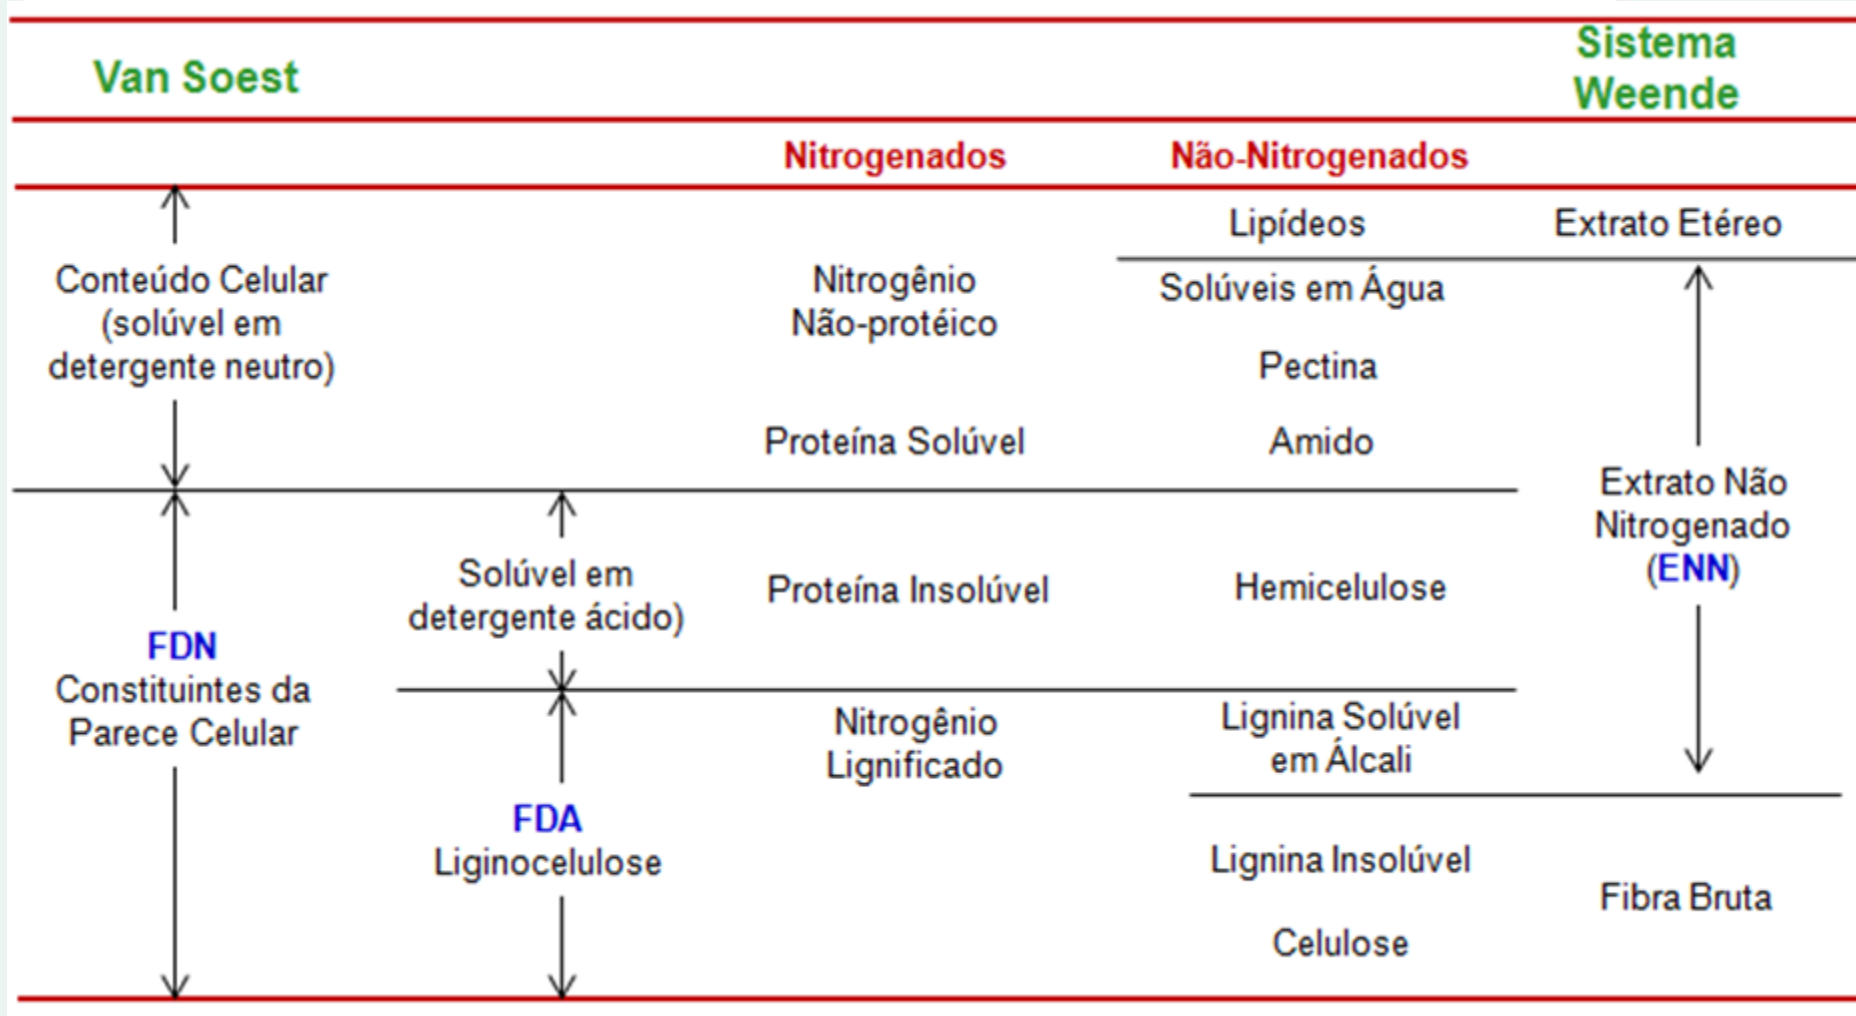 Van Soest
Sistema
Weende
Nitrogenados
Não-Nitrogenados
Lipídeos
Extrato Etéreo
Conteúdo Celular
(solúvel em
detergente neutro)
Nitrogênio
Não-protéico
Solúveis em Água
Pectina
Proteína Solúvel
Amido
Extrato Não
Nitrogenado
(ENN)
Solúvel em
detergente ácido)
Proteína Insolúvel
Hemicelulose
FDN
Constituintes da
Parece Celular
Nitrogênio
Lignificado
Lignina Solúvel
em Álcali
FDA
Liginocelulose
Lignina Insolúvel
Fibra Bruta
Celulose